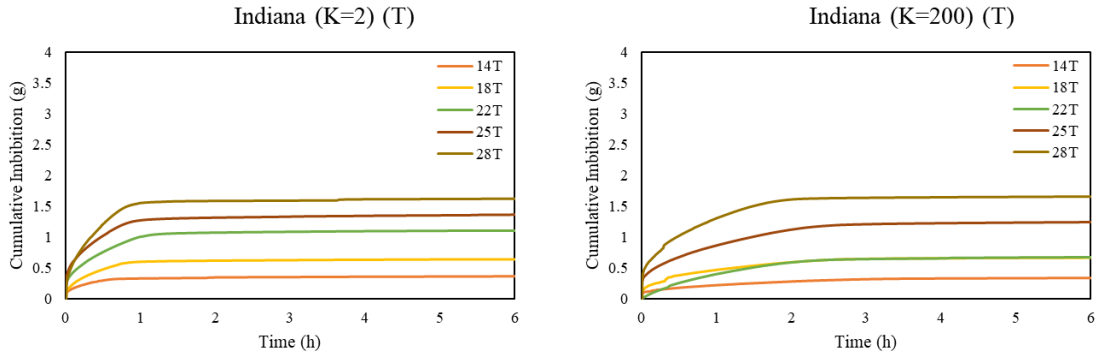 Indiana (K=2) (T)
Cumulative Imbibition (g)
4
3.5
3
2.5
2
1.5
1
0.5
0
0 1 2 3 4 5 6
Time (h)
14T
18T
22T
25T
28T
Indiana (K=200) (T)
Cumulative Imbibition (g)
4
3.5
3
2.5
2
1.5
1
0.5
0
0 1 2 3 4 5 6
Time (h)
14T
18T
22T
25T
28T